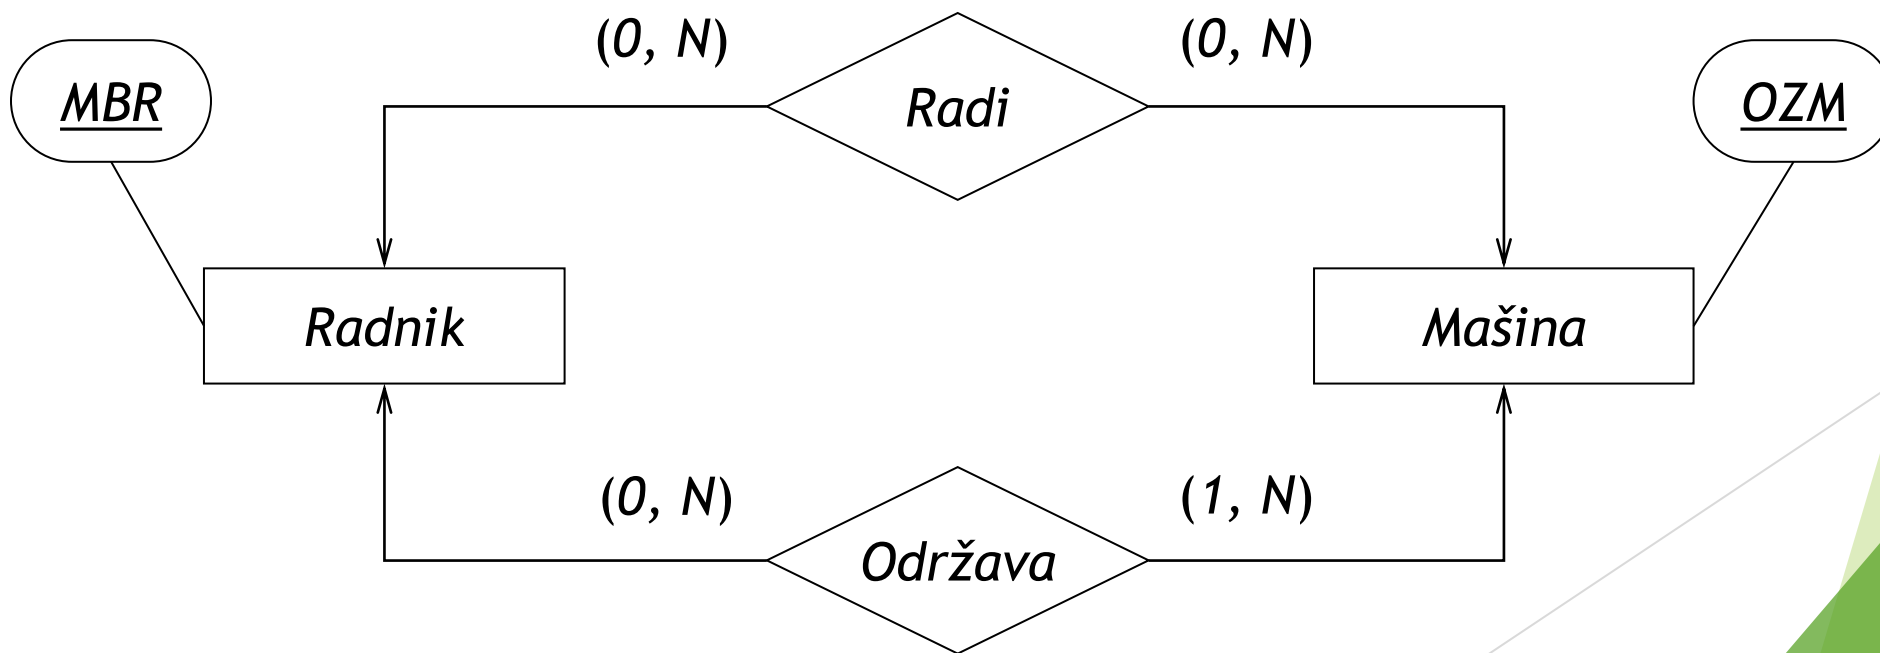 (0, N)
(0, N)
MBR
Radi
OZM
Radnik
Mašina
(0, N)
(1, N)
Održava